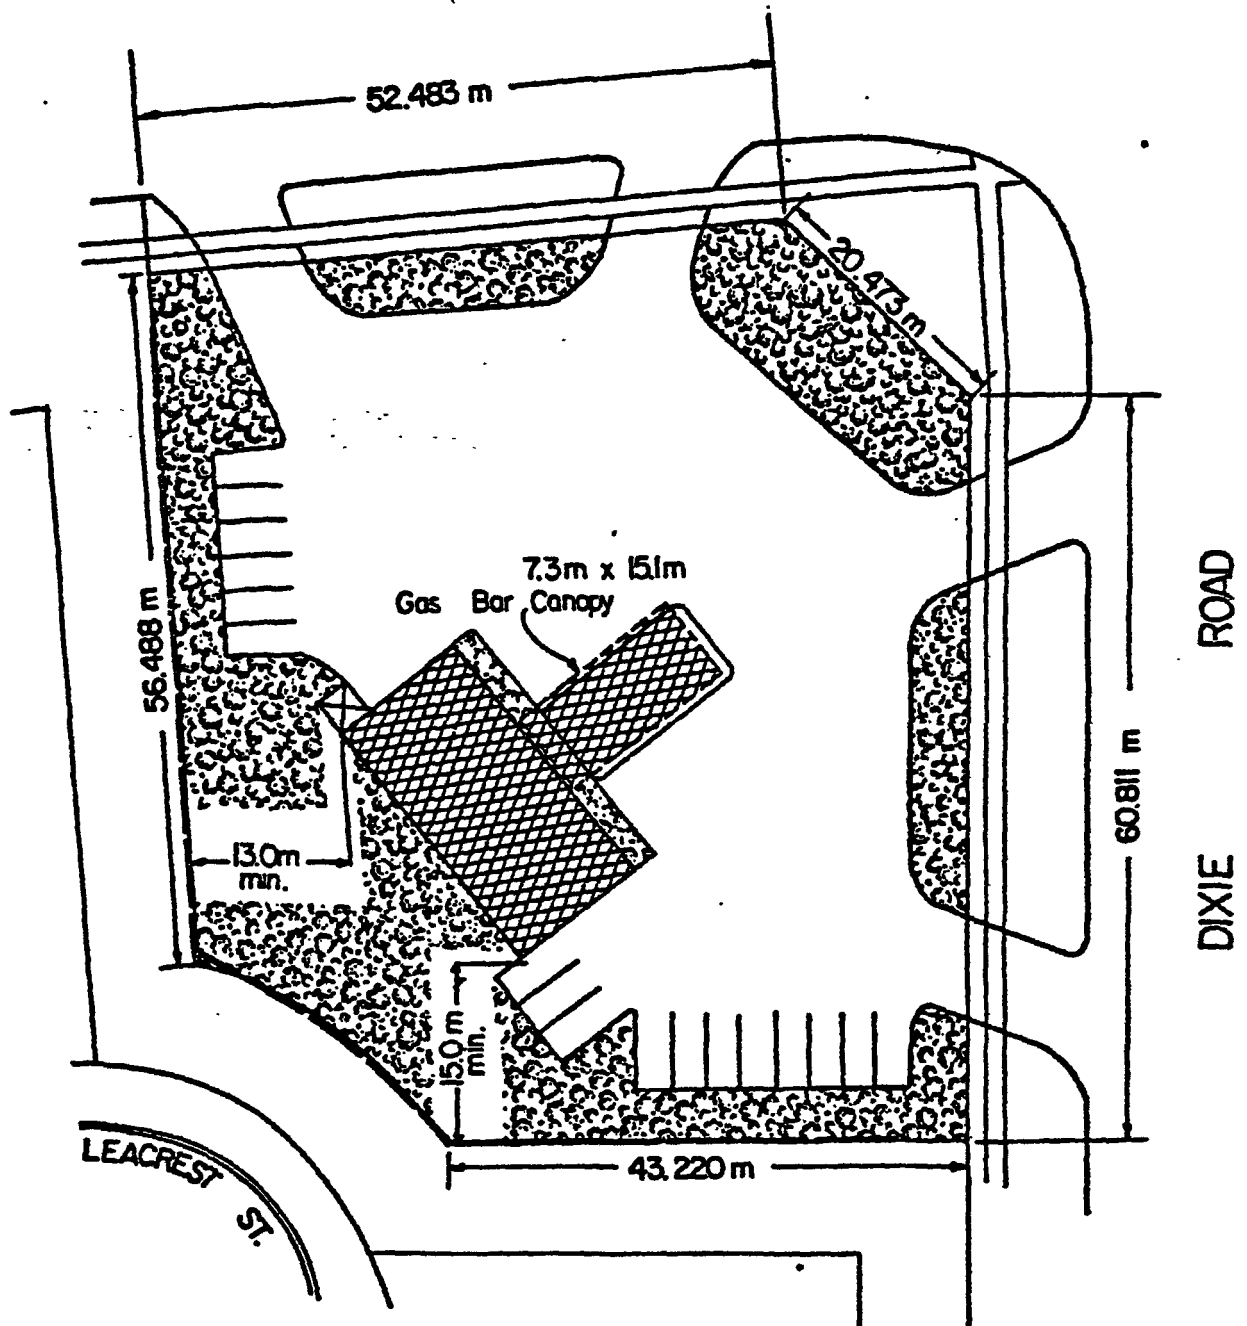 52.483 m
20.473 m
7.3m x 15.1m
Gas Bar Canopy
56.488 m
ROAD
60.811 m
13.0m
min.
DIXIE
15.0 m
min.
43.220 m
LEACREST
ST.